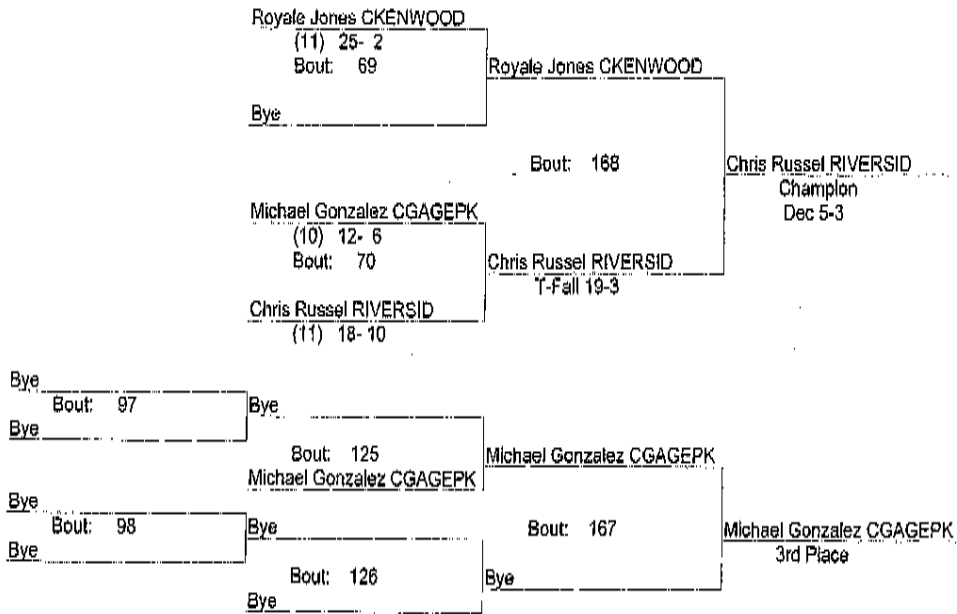 Royale Jones CKENWOOD
(11) 25- 2
Bout: 69
Royale Jones CKENWOOD
Bye
Bout: 168
Chris Russel RIVERSID
Champion
Dec 5-3
Michael Gonzalez CGAGEPK
(10) 12- 6
Bout: 70
Chris Russel RIVERSID
T-Fall 19-3
Chris Russel RIVERSID
(11) 18- 10
Bye
Bout: 97
Bye
Bye
Bout: 125
Michael Gonzalez CGAGEPK
Michael Gonzalez CGAGEPK
Bye
Bout: 98
Bye
Bye
Bout: 167
Michael Gonzalez CGAGEPK
3rd Place
Bout: 126
Bye
Bye